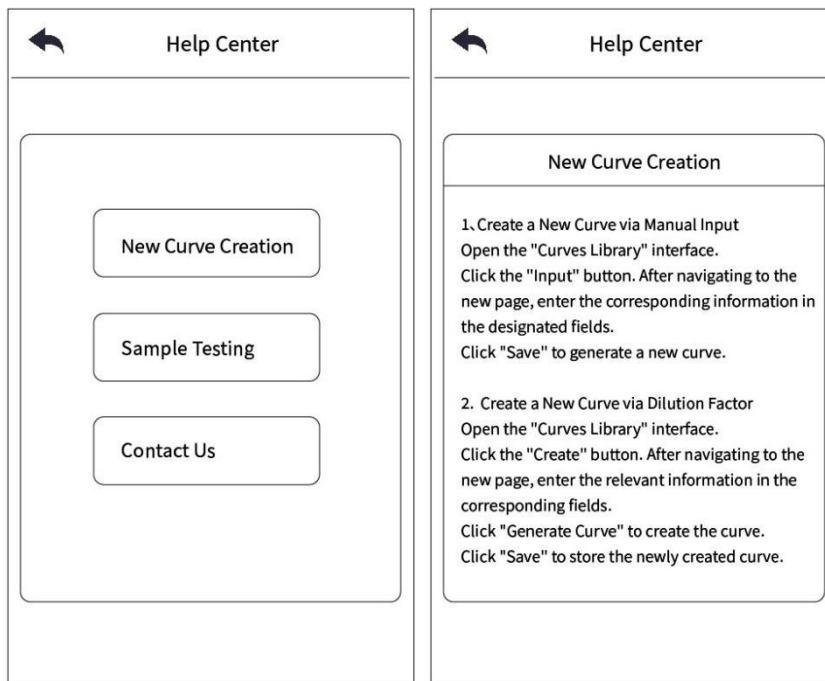 Help Center
New Curve Creation
Sample Testing
Contact Us
Help Center
New Curve Creation
1、Create a New Curve via Manual Input
Open the "Curves Library" interface.
Click the "Input" button. After navigating to the
new page, enter the corresponding information in
the designated fields.
Click "Save" to generate a new curve.
2. Create a New Curve via Dilution Factor
Open the "Curves Library" interface.
Click the "Create" button. After navigating to the
new page, enter the relevant information in the
corresponding fields.
Click "Generate Curve" to create the curve.
Click "Save" to store the newly created curve.